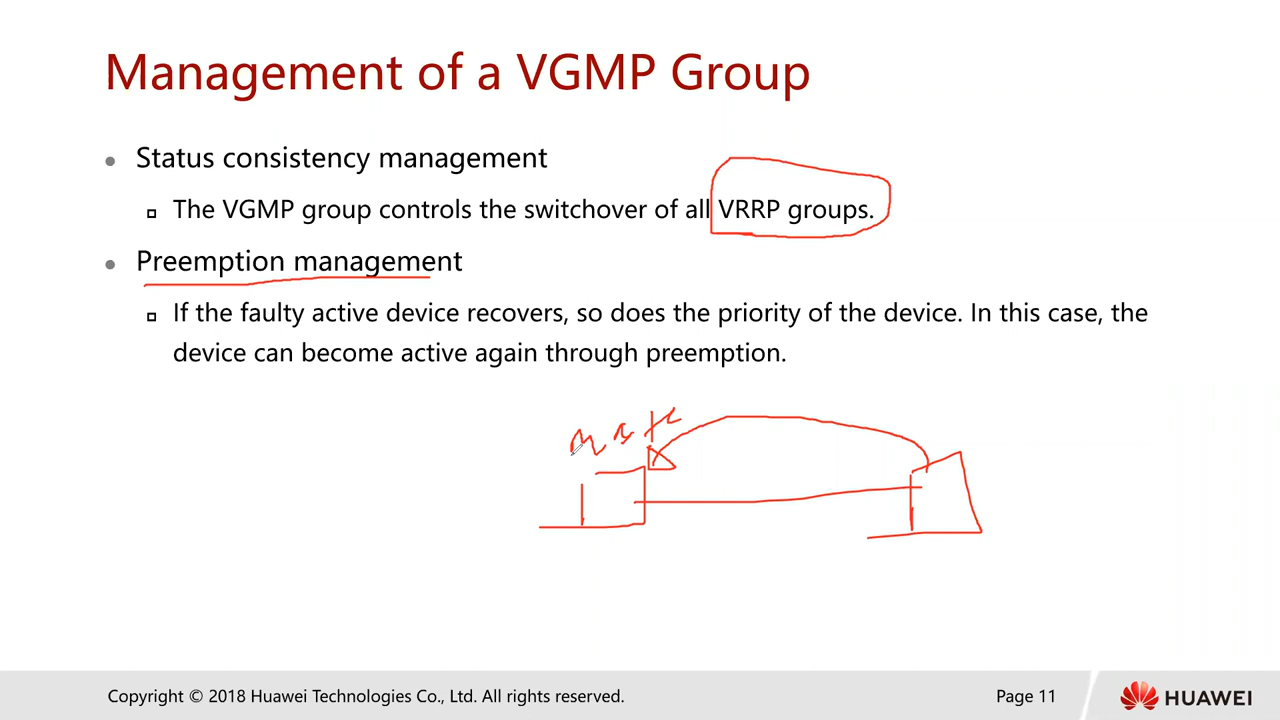 Management of a VGMP Group
Status consistency management
The VGMP group controls the switchover of all VRRP groups.
Preemption management
If the faulty active device recovers, so does the priority of the device. In this case, the
device can become active again through preemption.
Copyright © 2018 Huawei Technologies Co., Ltd. All rights reserved.
Page 11
HUAWEI